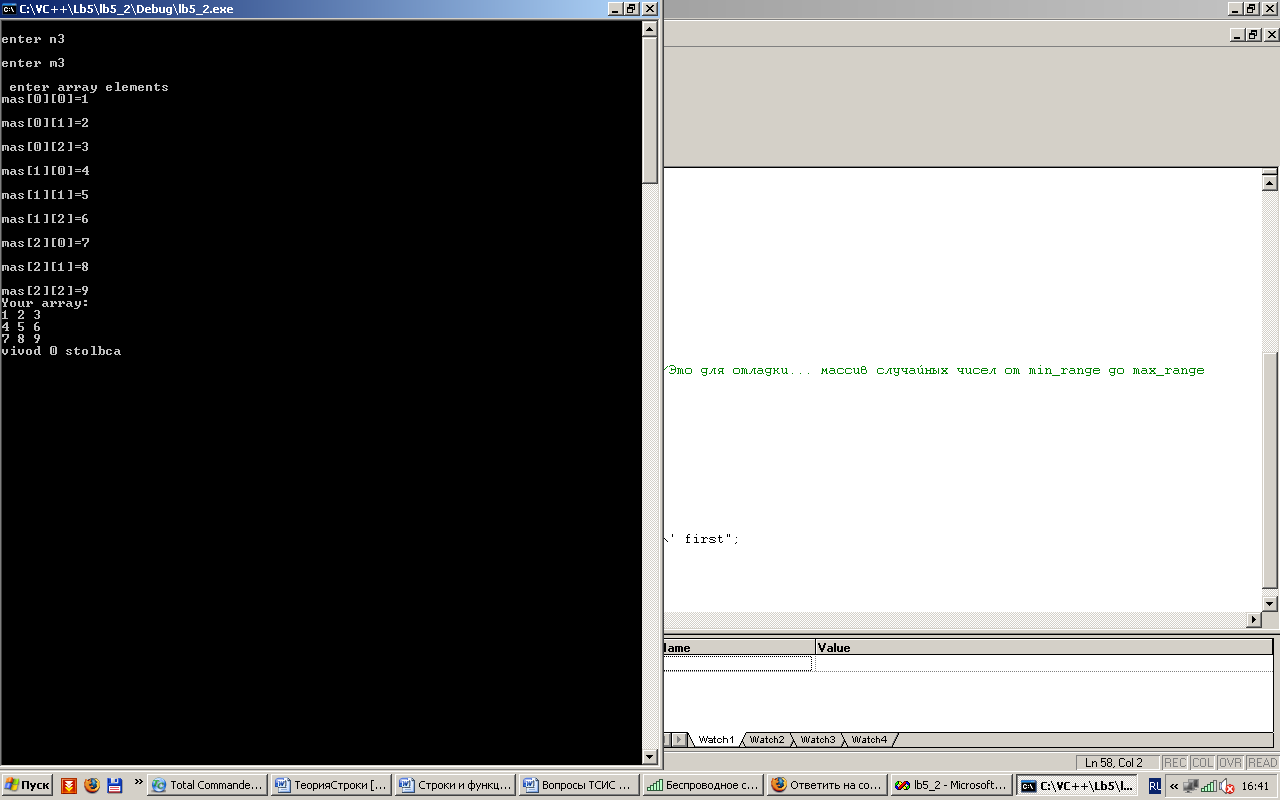 C:\VC++\Lb5\lb5_2\Debug\lb5_2.exe
enter n3
enter m3
enter array elements
mas[0][0]=1
mas[0][1]=2
mas[0][2]=3
mas[1][0]=4
mas[1][1]=5
mas[1][2]=6
mas[2][0]=7
mas[2][1]=8
mas[2][2]=9
Your array:
1 2 3
4 5 6
7 8 9
vivod 0 stolbca
/Это для отладки... массив случайных чисел от min_range до max_range
\' first";
Name Value
Watch1 Watch2 Watch3 Watch4
Ln 58, Col 2 REC COL OVR READ
Пуск » Total Commande... ТеорияСтроки [... Строки и функц... Вопросы ТСИС ... Беспроводное с... Ответить на со... lb5_2 - Microsoft... C:\VC++\Lb5\l... RU « 16:41